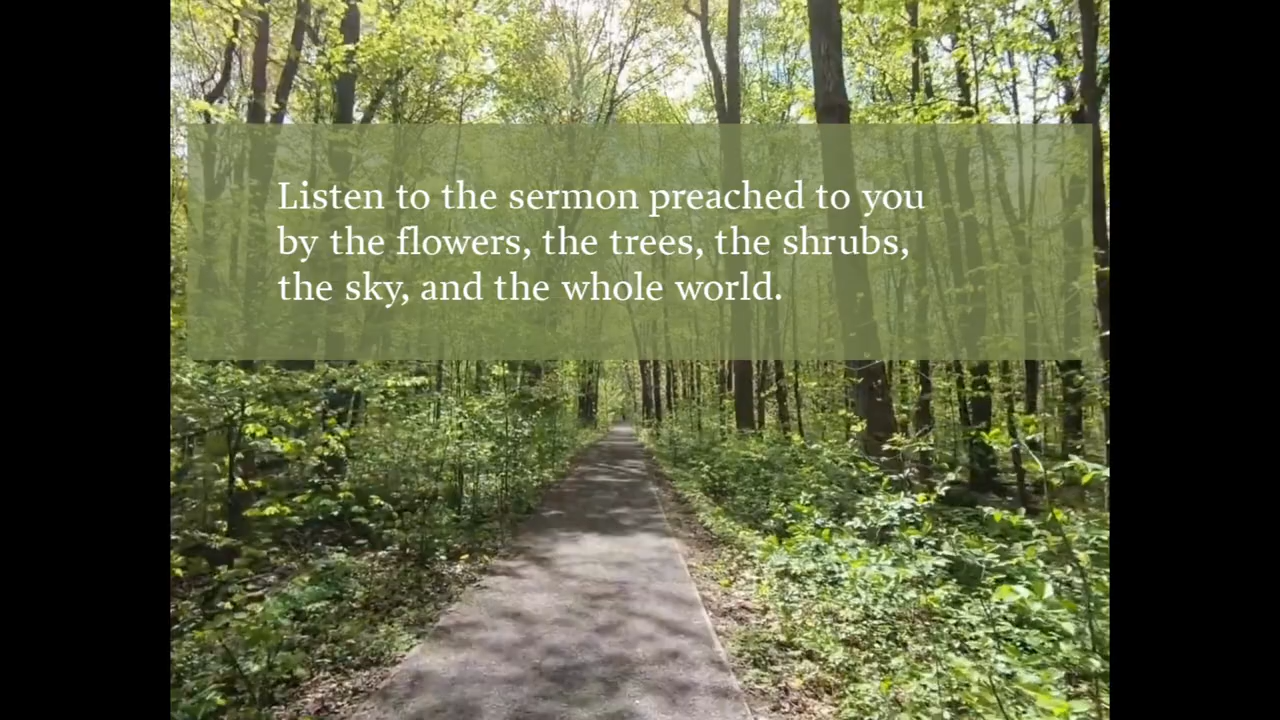 Listen to the sermon preached to you
by the flowers, the trees, the shrubs,
the sky, and the whole world.